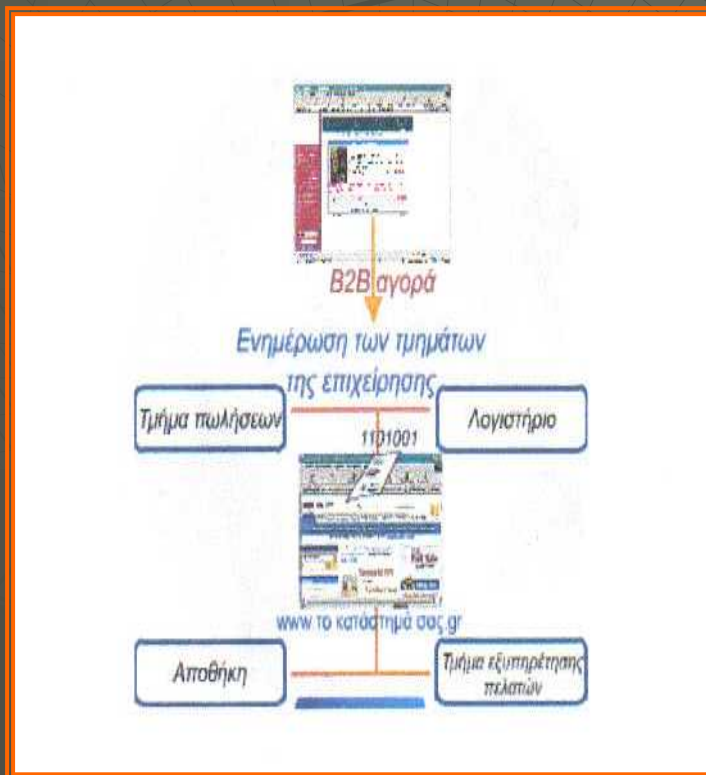 B2B αγορά
Ενημέρωση των τμημάτων
της επιχείρησης
Τμήμα πωλήσεων
Λογιστήριο
1101001
www το κατάστημά σας gr
Αποθήκη
Τμήμα εξυπηρέτησης
πελατών